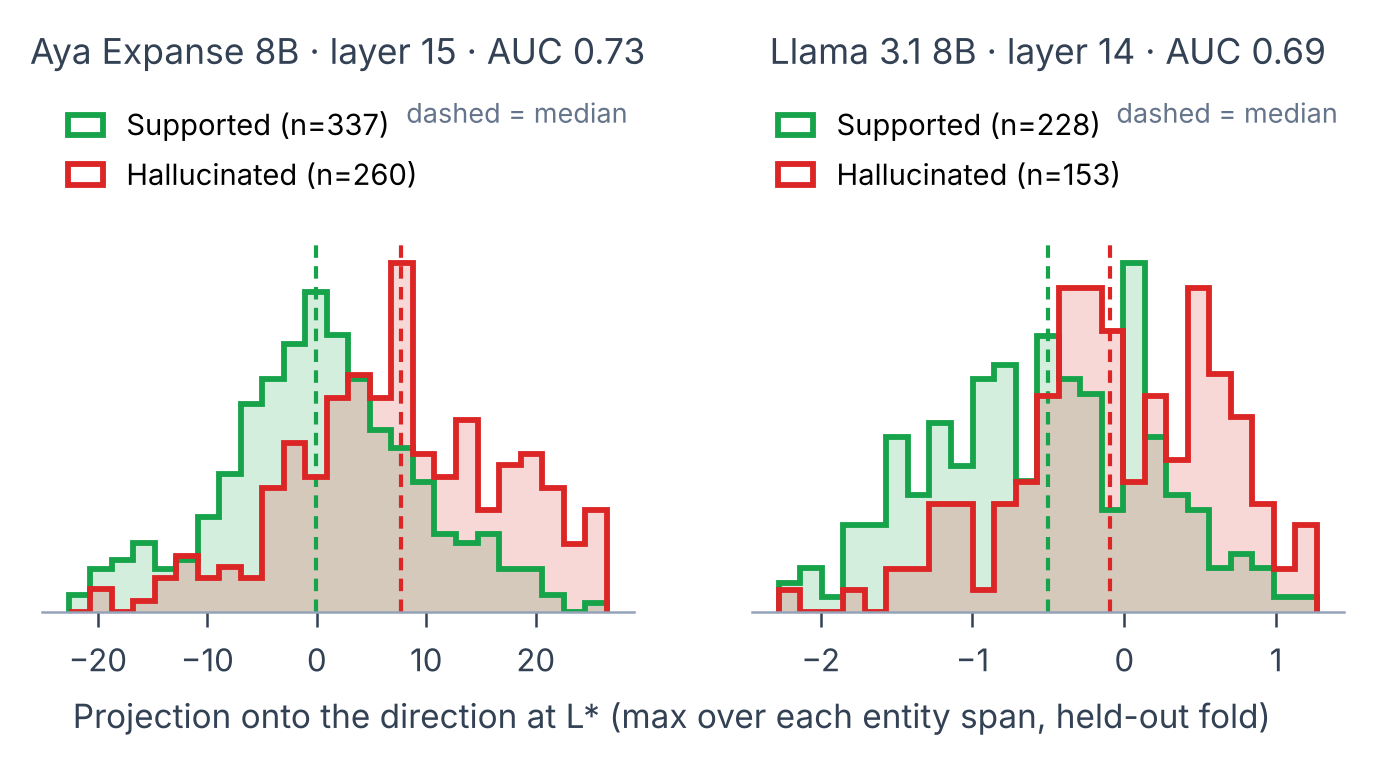 Aya Expanse 8B · layer 15 · AUC 0.73
Supported (n=337)
dashed = median
Hallucinated (n=260)
−20
−10
0
10
20
Llama 3.1 8B · layer 14 · AUC 0.69
Supported (n=228)
dashed = median
Hallucinated (n=153)
−2
−1
0
1
Projection onto the direction at L* (max over each entity span, held-out fold)